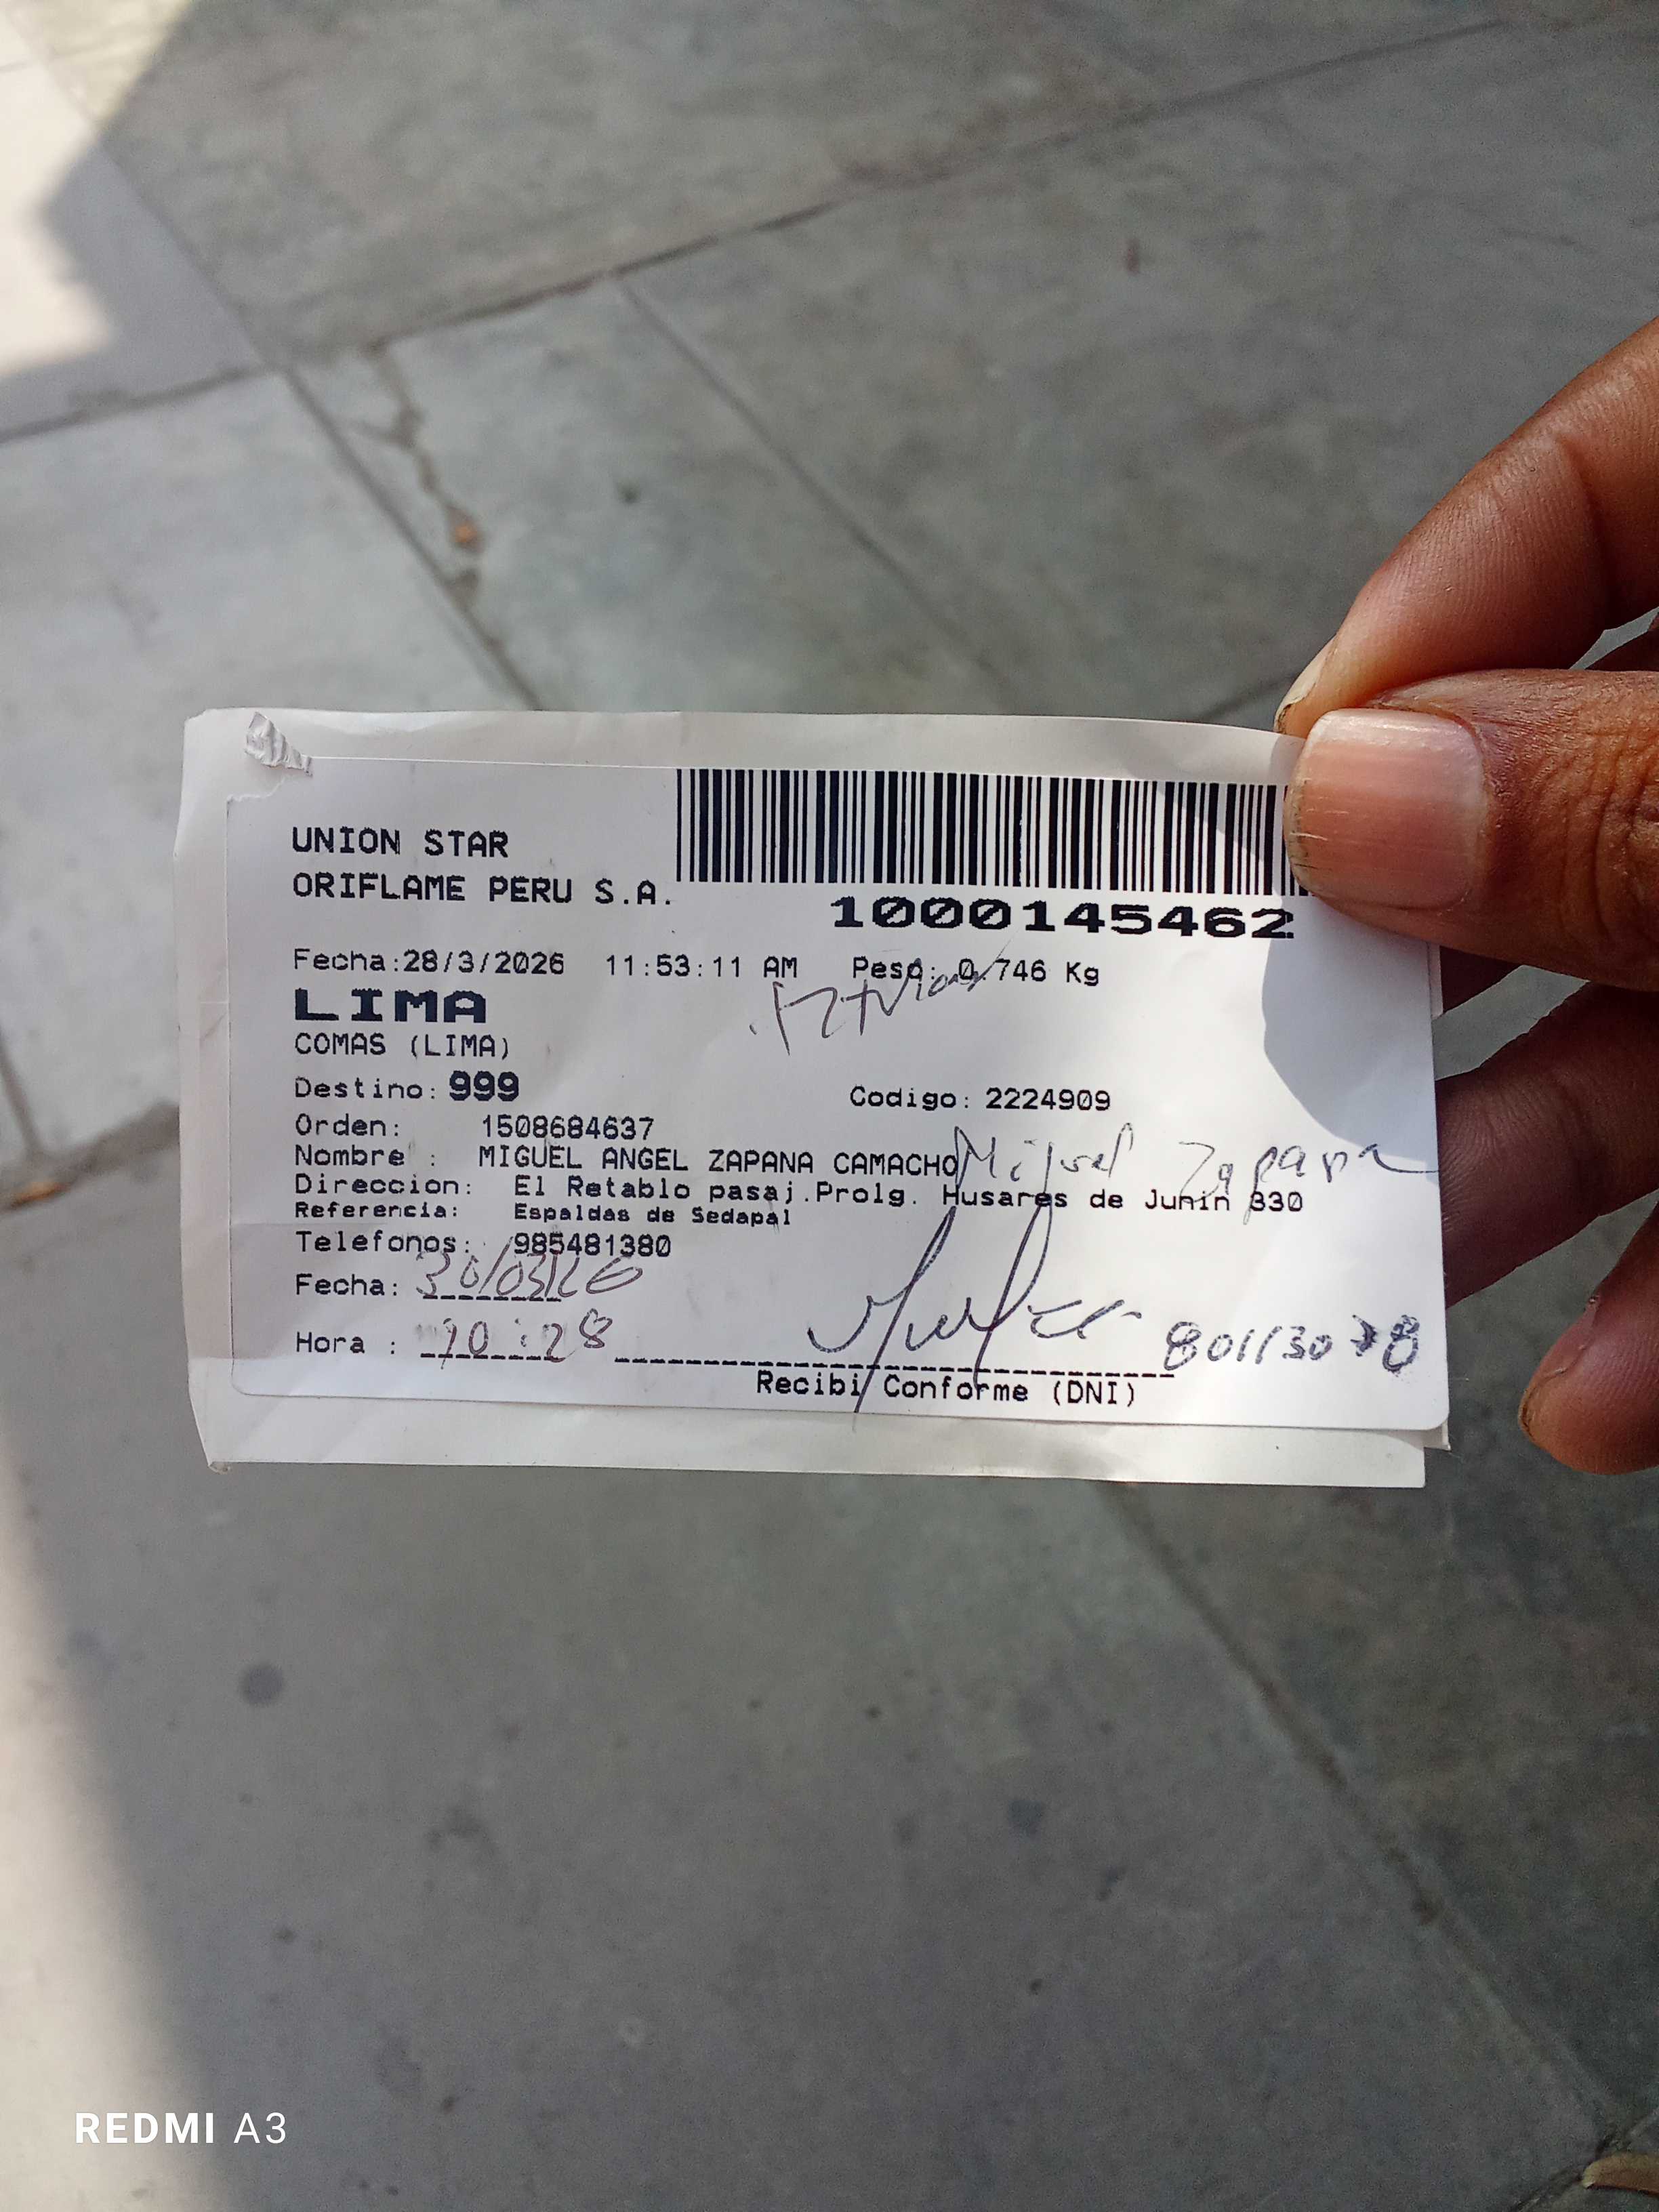 UNION STAR
ORIFLAME PERU S.A.
1000145462
Fecha:28/3/2026 11:53:11 AM Peso: 0.746 Kg
LIMA
COMAS (LIMA)
Destino: 999 Codigo: 2224909
Orden: 1508684637
Nombre : MIGUEL ANGEL ZAPANA CAMACHO Miguel Zapana
Direccion: El Retablo pasaj.Prolg. Husares de Junin 330
Referencia: Espaldas de Sedapal
Telefonos: 985481380
Fecha: 30/03/26
Hora : 10:28
Recibi Conforme (DNI)
REDMI A3